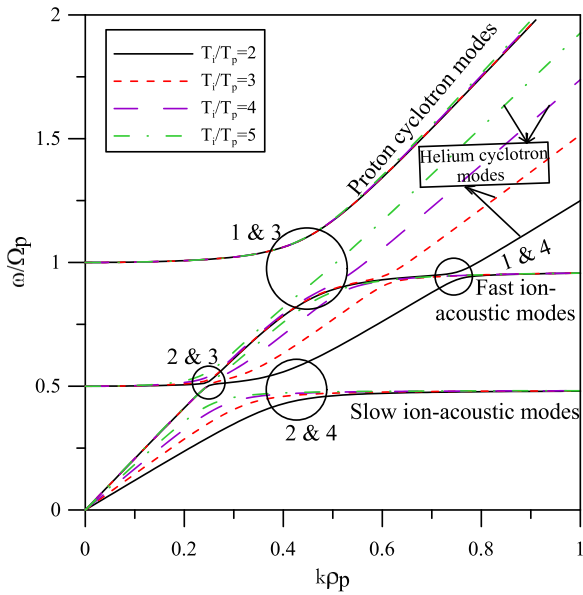 2
1.5
1
0.5
0
ω/Ωp
Ti/Tp=2
Ti/Tp=3
Ti/Tp=4
Ti/Tp=5
Proton cyclotron modes
Helium cyclotron
modes
1 & 3
1 & 4
Fast ion-
acoustic modes
2 & 3
Slow ion-acoustic modes
2 & 4
0 0.2 0.4 0.6 0.8 1
kρp